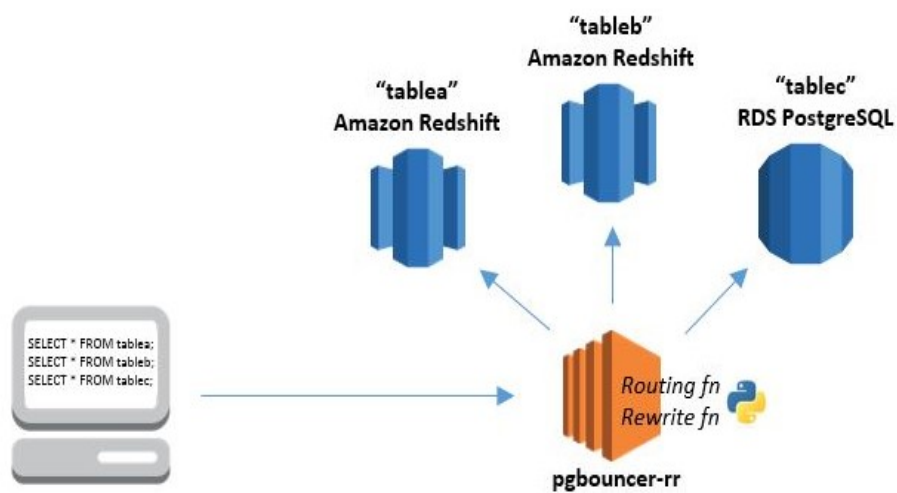 “tableb”
Amazon Redshift
“tablea”
Amazon Redshift
“tablec”
RDS PostgreSQL
SELECT * FROM tablea;
SELECT * FROM tableb;
SELECT * FROM tablec;
Routing fn
Rewrite fn
pgbouncer-rr